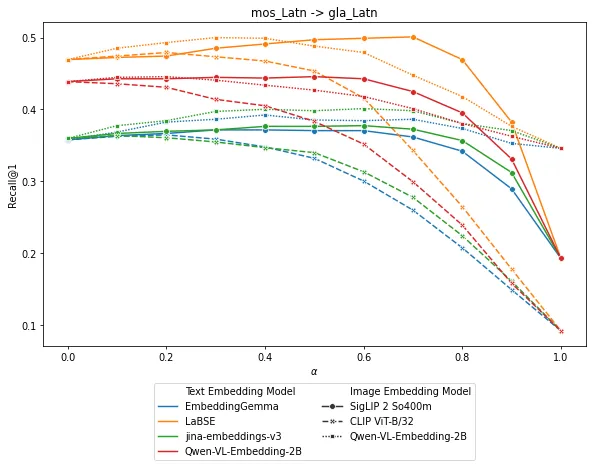 mos_Latn -> gla_Latn
Recall@1
0.5
0.4
0.3
0.2
0.1
0.0 0.2 0.4 0.6 0.8 1.0
α
Text Embedding Model Image Embedding Model
EmbeddingGemma SigLIP 2 So400m
LaBSE CLIP ViT-B/32
jina-embeddings-v3 Qwen-VL-Embedding-2B
Qwen-VL-Embedding-2B